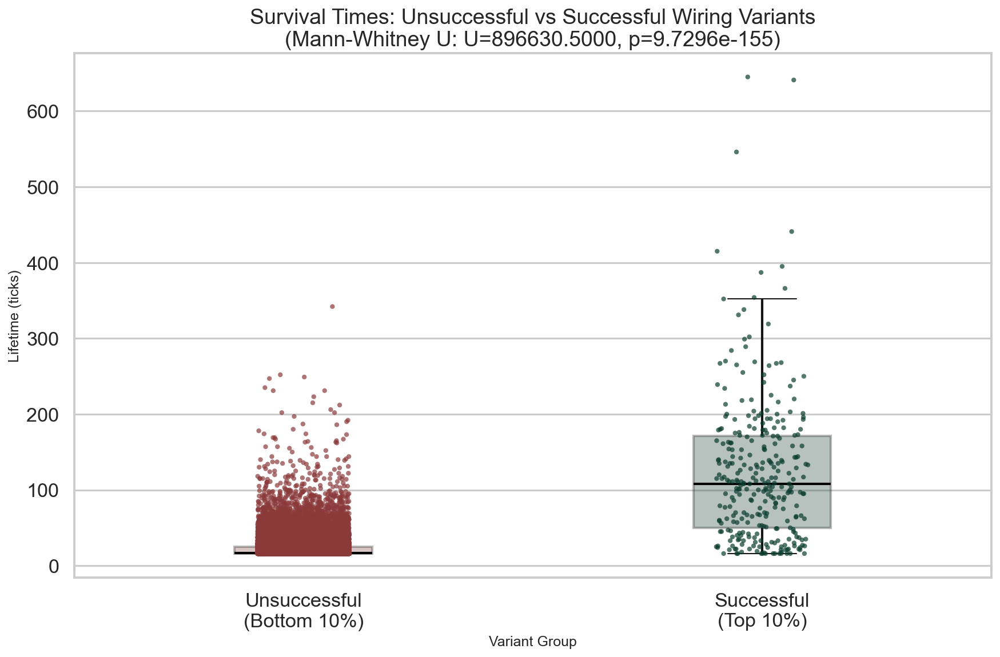 Survival Times: Unsuccessful vs Successful Wiring Variants
(Mann-Whitney U: U=896630.5000, p=9.7296e-155)
600
500
400
300
200
100
0
Lifetime (ticks)
Unsuccessful
(Bottom 10%)
Successful
(Top 10%)
Variant Group